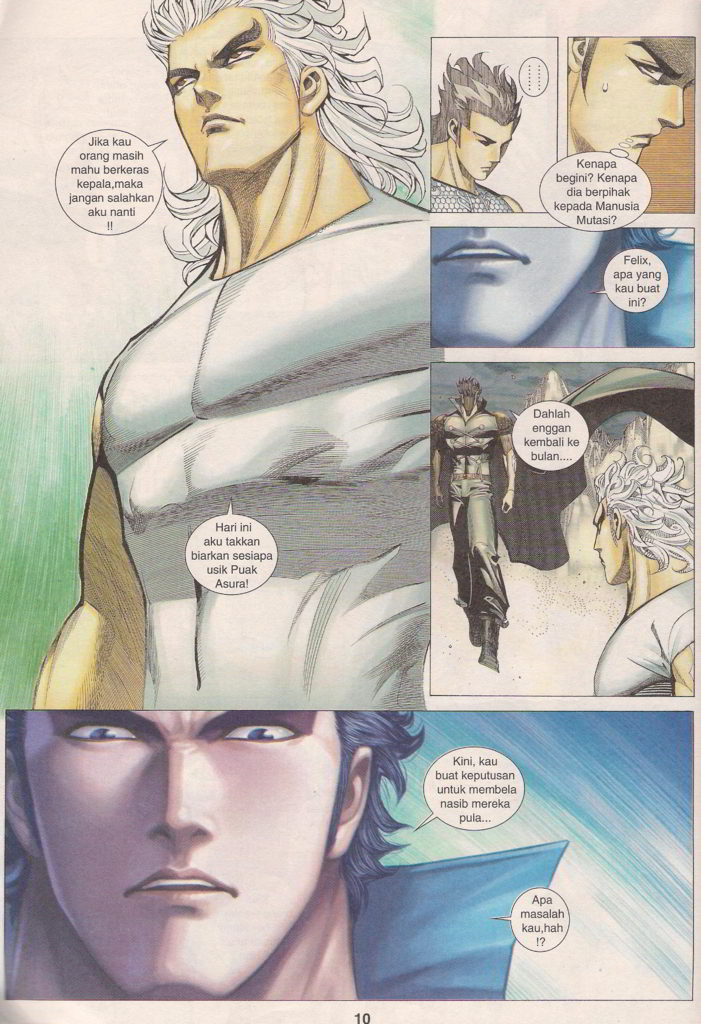 Jika kau
orang masih
mahu berkeras
kepala,maka
jangan salahkan
aku nanti
!!
Hari ini
aku takkan
biarkan sesiapa
usik Puak
Asura!
Kenapa
begini? Kenapa
dia berpihak
kepada Manusia
Mutasi?
Felix,
apa yang
kau buat
ini?
Dahlah
enggan
kembali ke
bulan....
Kini, kau
buat keputusan
untuk membela
nasib mereka
pula...
Apa
masalah
kau,hah
!?
10